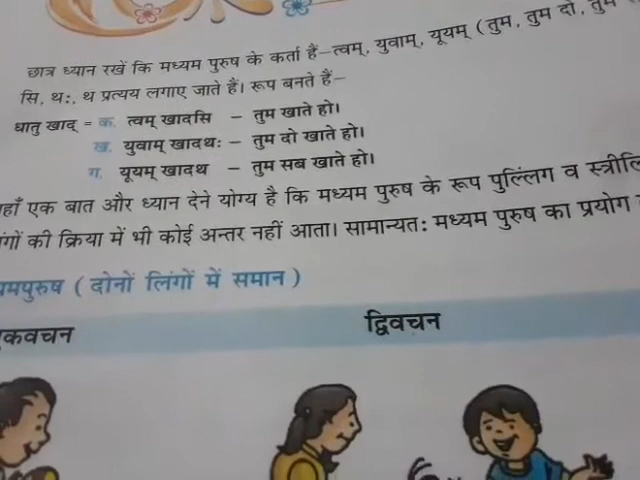 छात्र ध्यान रखें कि मध्यम पुरुष के कर्ता हैं–त्वम्, युवाम्, यूयम् (तुम, तुम दो, तुम
सि, थः, थ प्रत्यय लगाए जाते हैं। रूप बनते हैं–
धातु खाद् = क. त्वम् खादसि – तुम खाते हो।
ख. युवाम् खादथः – तुम दो खाते हो।
ग. यूयम् खादथ – तुम सब खाते हो।
हाँ एक बात और ध्यान देने योग्य है कि मध्यम पुरुष के रूप पुल्लिंग व स्त्रीलि
गों की क्रिया में भी कोई अन्तर नहीं आता। सामान्यतः मध्यम पुरुष का प्रयोग
मपुरुष ( दोनों लिंगों में समान )
कवचन द्विवचन